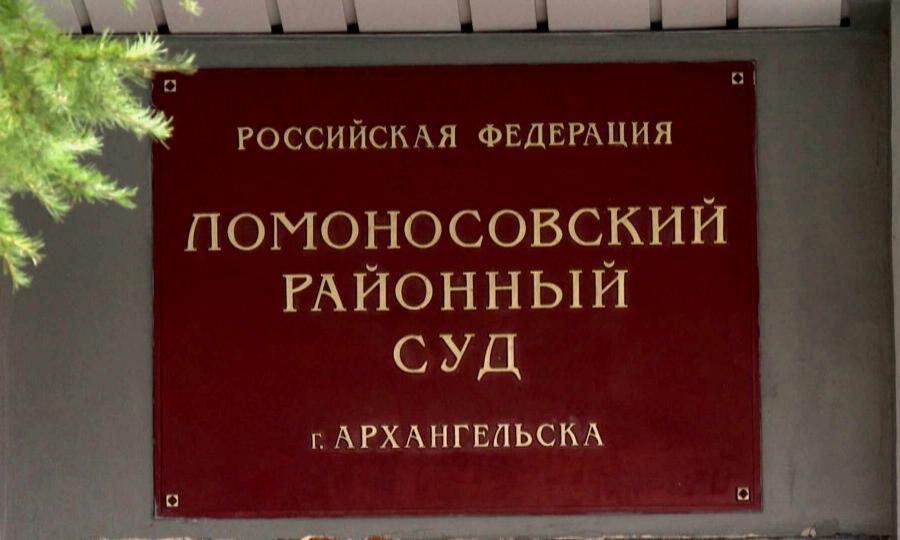 РОССИЙСКАЯ ФЕДЕРАЦИЯ
ЛОМОНОСОВСКИЙ
РАЙОННЫЙ
СУД
г. АРХАНГЕЛЬСКА